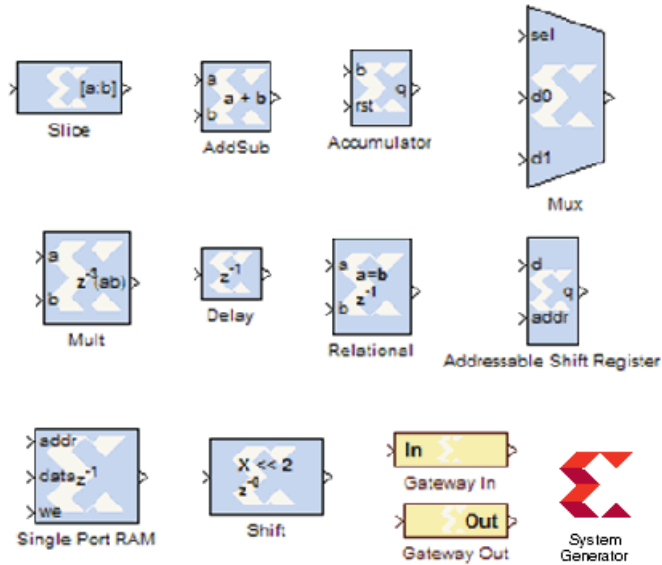 [a:b]
Slice
a
b
a + b
AddSub
b
rst
q
Accumulator
sel
d0
d1
Mux
a
b
z⁻³(ab)
Mult
z⁻¹
Delay
a
b
a=b
z⁻¹
Relational
d
addr
q
Addressable Shift Register
addr
data z⁻¹
we
Single Port RAM
X << 2
z⁻⁰
Shift
In
Gateway In
Out
Gateway Out
System
Generator